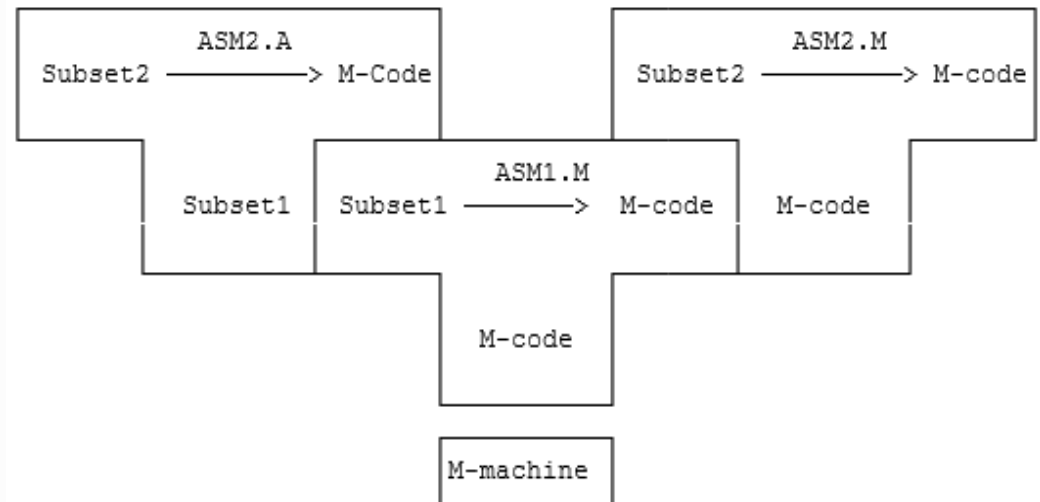 ASM2.A
Subset2 M-Code
ASM2.M
Subset2 M-code
ASM1.M
Subset1
Subset1 M-code
M-code
M-code
M-machine